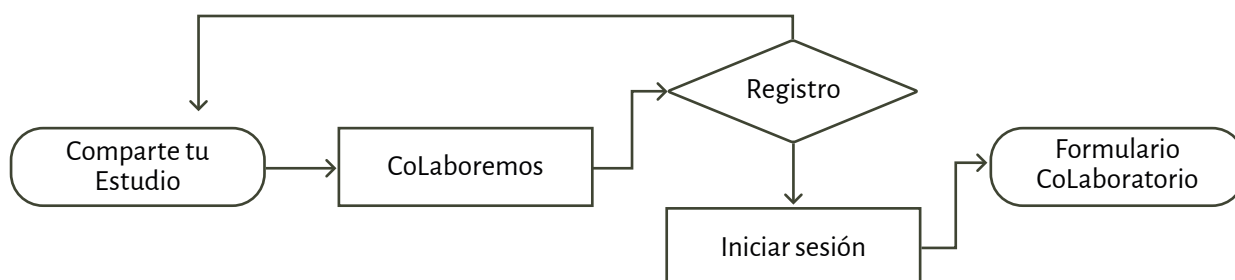 Comparte tu
Estudio
CoLaboremos
Registro
Iniciar sesión
Formulario
CoLaboratorio